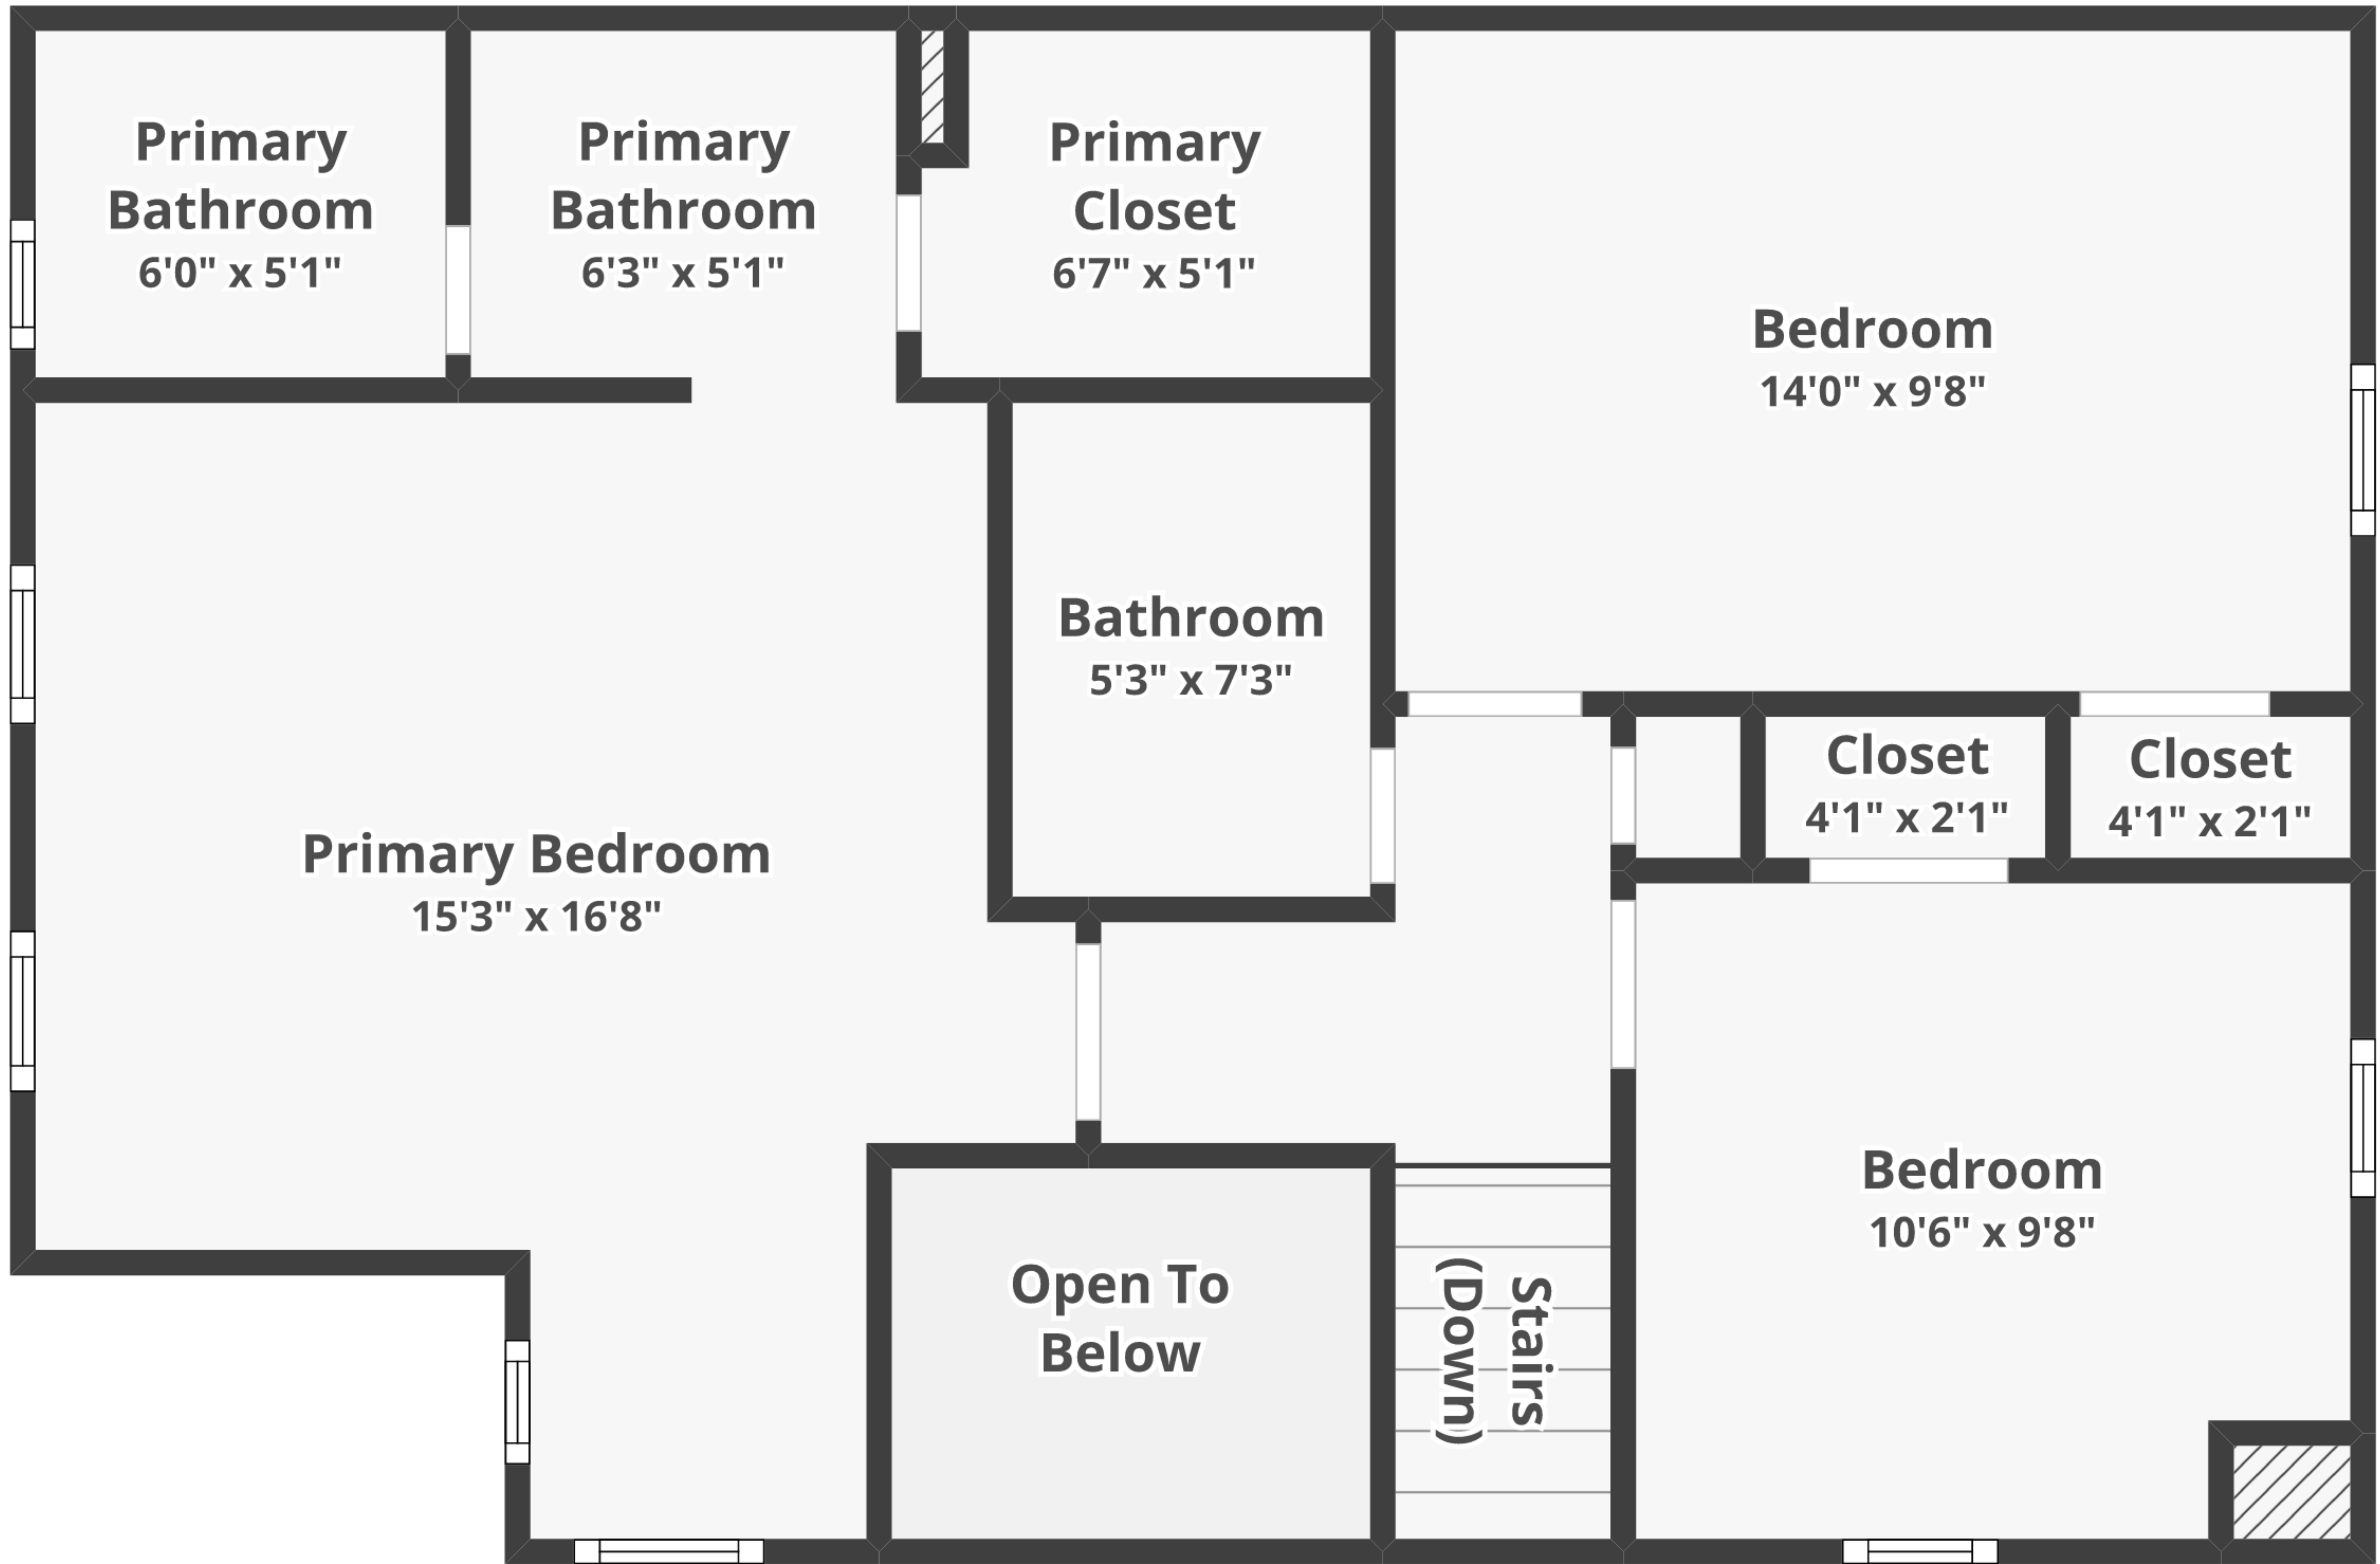 Primary
Bathroom
6'0" x 5'1"
Primary
Bathroom
6'3" x 5'1"
Primary
Closet
6'7" x 5'1"
Bedroom
14'0" x 9'8"
Bathroom
5'3" x 7'3"
Closet
4'1" x 2'1"
Closet
4'1" x 2'1"
Primary Bedroom
15'3" x 16'8"
Bedroom
10'6" x 9'8"
Open To
Below
Stairs
(Down)